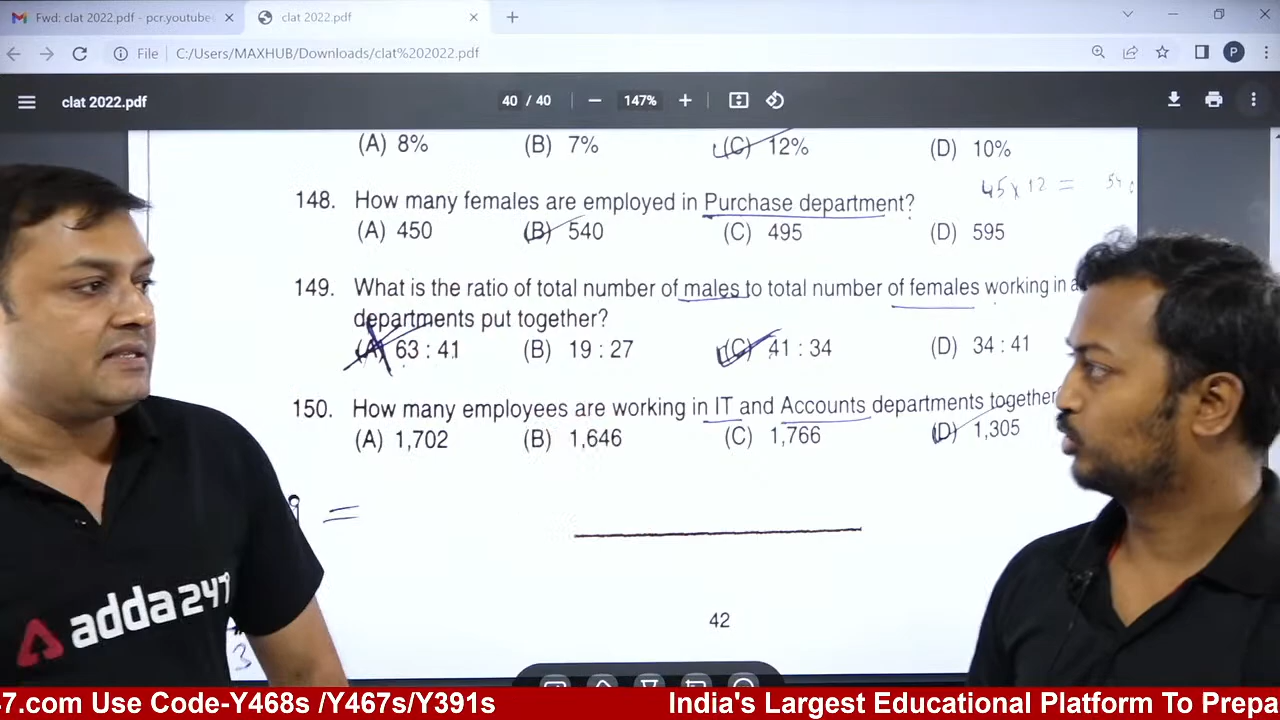 Fwd: clat 2022.pdf - pcr.youtube
clat 2022.pdf
File C:/Users/MAXHUB/Downloads/clat%202022.pdf
P
clat 2022.pdf
40 / 40
147%
(A) 8% (B) 7% (C) 12% (D) 10%
45 x 12 =
148. How many females are employed in Purchase department?
(A) 450 (B) 540 (C) 495 (D) 595
149. What is the ratio of total number of males to total number of females working in
departments put together?
(A) 63 : 41 (B) 19 : 27 (C) 41 : 34 (D) 34 : 41
150. How many employees are working in IT and Accounts departments together
(A) 1,702 (B) 1,646 (C) 1,766 (D) 1,305
=
42
adda247
3
7.com Use Code-Y468s /Y467s/Y391s India's Largest Educational Platform To Prepa